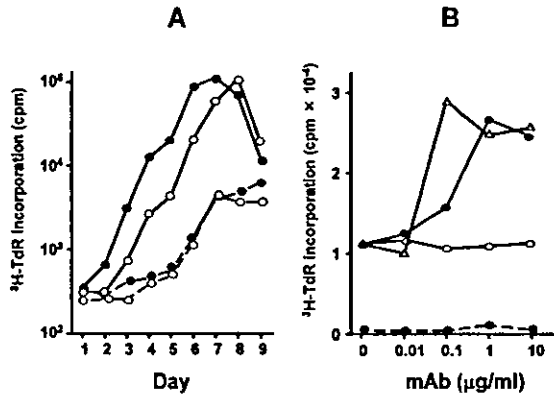 A
B
³H-TdR Incorporation (cpm)
10⁵
10⁴
10³
10²
1 2 3 4 5 6 7 8 9
Day
³H-TdR Incorporation (cpm × 10⁻⁴)
3
2
1
0
0 0.01 0.1 1 10
mAb (µg/ml)